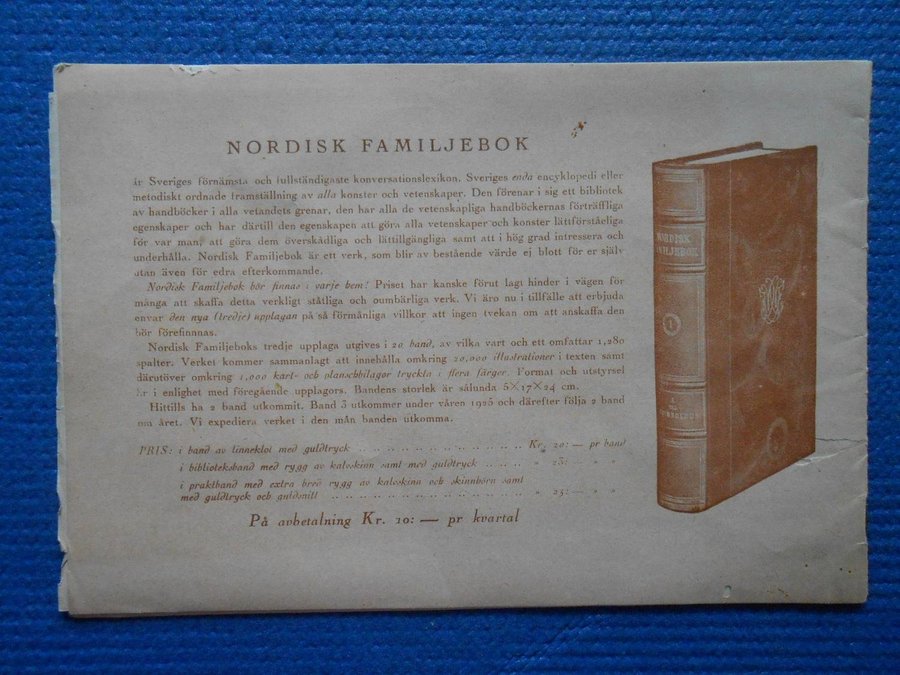 NORDISK FAMILJEBOK
är Sveriges förnämsta och fullständigaste konversationslexikon. Sveriges enda encyklopedi eller
metodiskt ordnade framställning av alla konster och vetenskaper. Den förenar i sig ett bibliotek
av handböcker i alla vetandets grenar, den har alla de vetenskapliga handböckernas förträffliga
egenskaper och har därtill den egenskapen att göra alla vetenskaper och konster lättförståeliga
för var man, att göra dem överskådliga och lättillgängliga samt att i hög grad intressera och
underhålla. Nordisk Familjebok är ett verk, som blir av bestående värde ej blott för er själv
utan även för edra efterkommande.
Nordisk Familjebok bör finnas i varje hem! Priset har kanske förut lagt hinder i vägen för
många att skaffa detta verkligt ståtliga och oumbärliga verk. Vi äro nu i tillfälle att erbjuda
envar den nya (tredje) upplagan på så förmånliga villkor att ingen tvekan om att anskaffa den
bör förefinnas.
Nordisk Familjeboks tredje upplaga utgives i 20 band, av vilka vart och ett omfattar 1,280
spalter. Verket kommer sammanlagt att innehålla omkring 20,000 illustrationer i texten samt
därutöver omkring 1,000 kart- och planschbilagor tryckta i flera färger. Format och utstyrsel
är i enlighet med föregående upplagors. Bandens storlek är sålunda 5×17×24 cm.
Hittills ha 2 band utkommit. Band 3 utkommer under våren 1925 och därefter följa 2 band
om året. Vi expediera verket i den mån banden utkomma.
PRIS: i band av linneklot med guldtryck .. .. .. .. .. .. .. .. .. .. .. Kr. 20: — pr band
i biblioteksband med rygg av kalvskinn samt med guldtryck .. .. .. „ 23: — „ „
i praktband med extra bred rygg av kalvskinn och skinnhörn samt
med guldtryck och guldsnitt .. .. .. .. .. .. .. .. .. .. .. .. „ 25: — „ „
På avbetalning Kr. 10: — pr kvartal
NORDISK
FAMILJEBOK
1